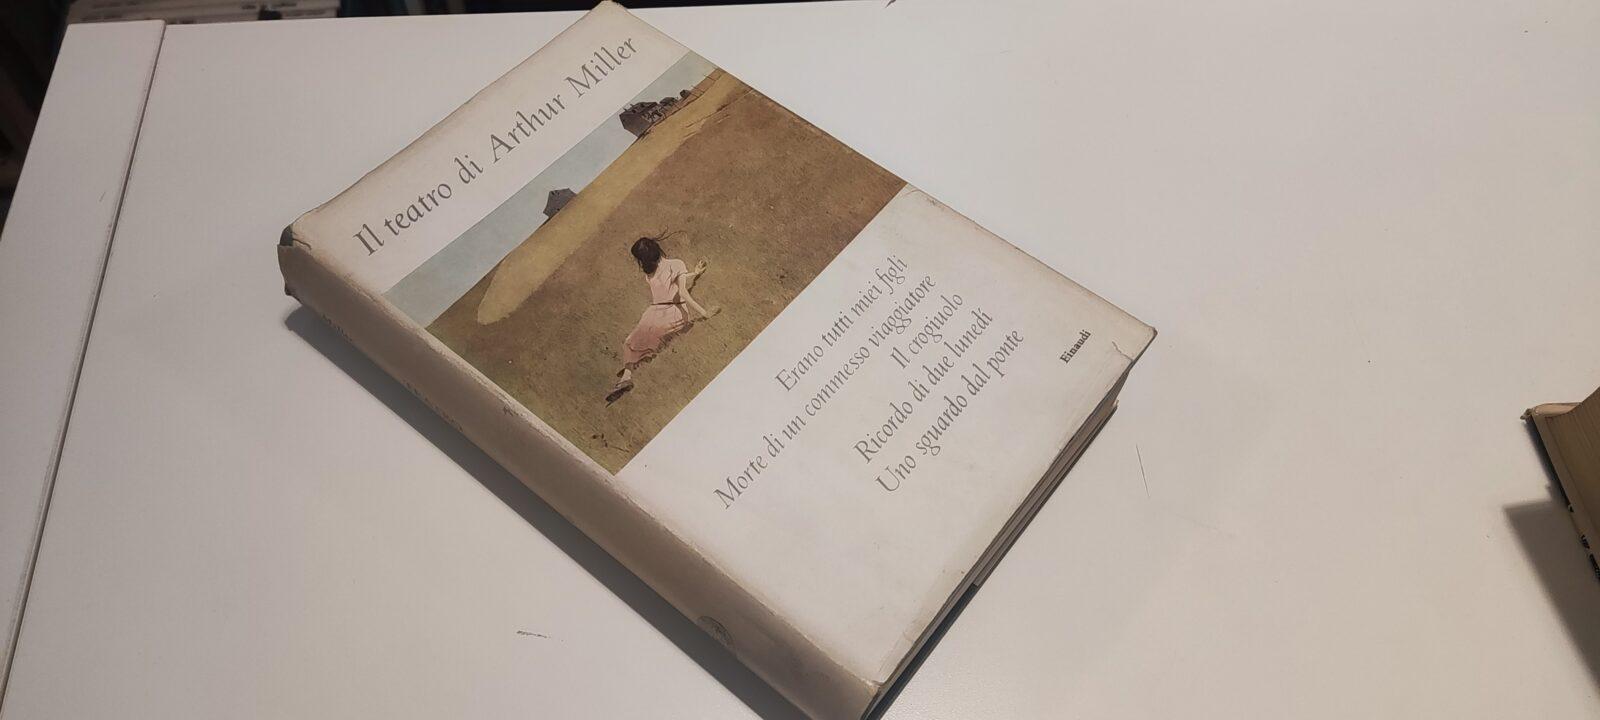 Il teatro di Arthur Miller
Erano tutti miei figli
Morte di un commesso viaggiatore
Il crogiuolo
Ricordo di due lunedí
Uno sguardo dal ponte
Einaudi